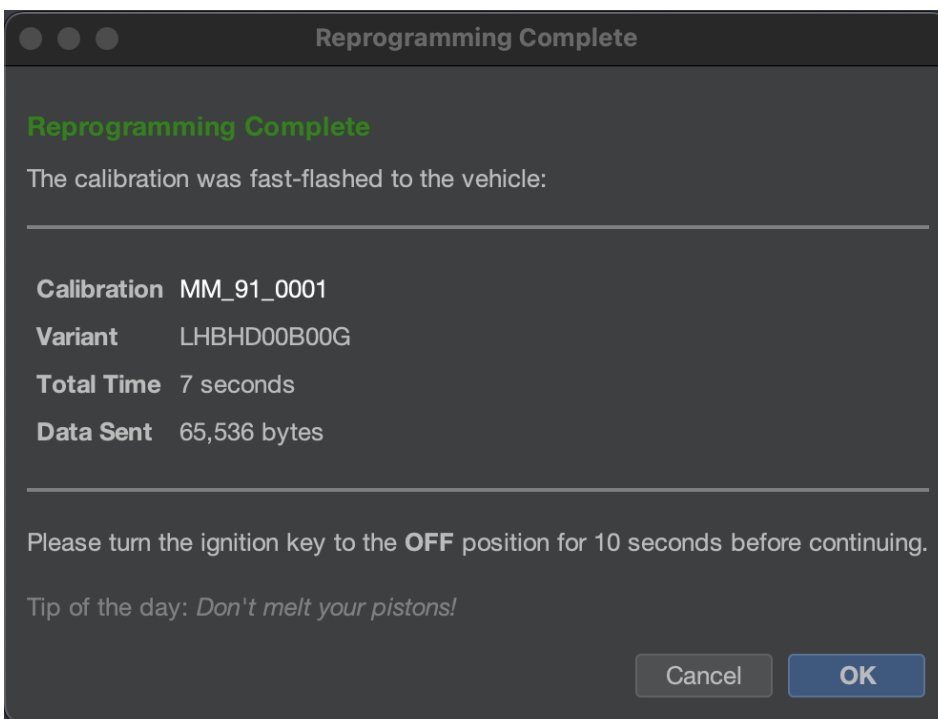 Reprogramming Complete
Reprogramming Complete
The calibration was fast-flashed to the vehicle:
Calibration MM_91_0001
Variant LHBHD00B00G
Total Time 7 seconds
Data Sent 65,536 bytes
Please turn the ignition key to the OFF position for 10 seconds before continuing.
Tip of the day: Don't melt your pistons!
Cancel OK